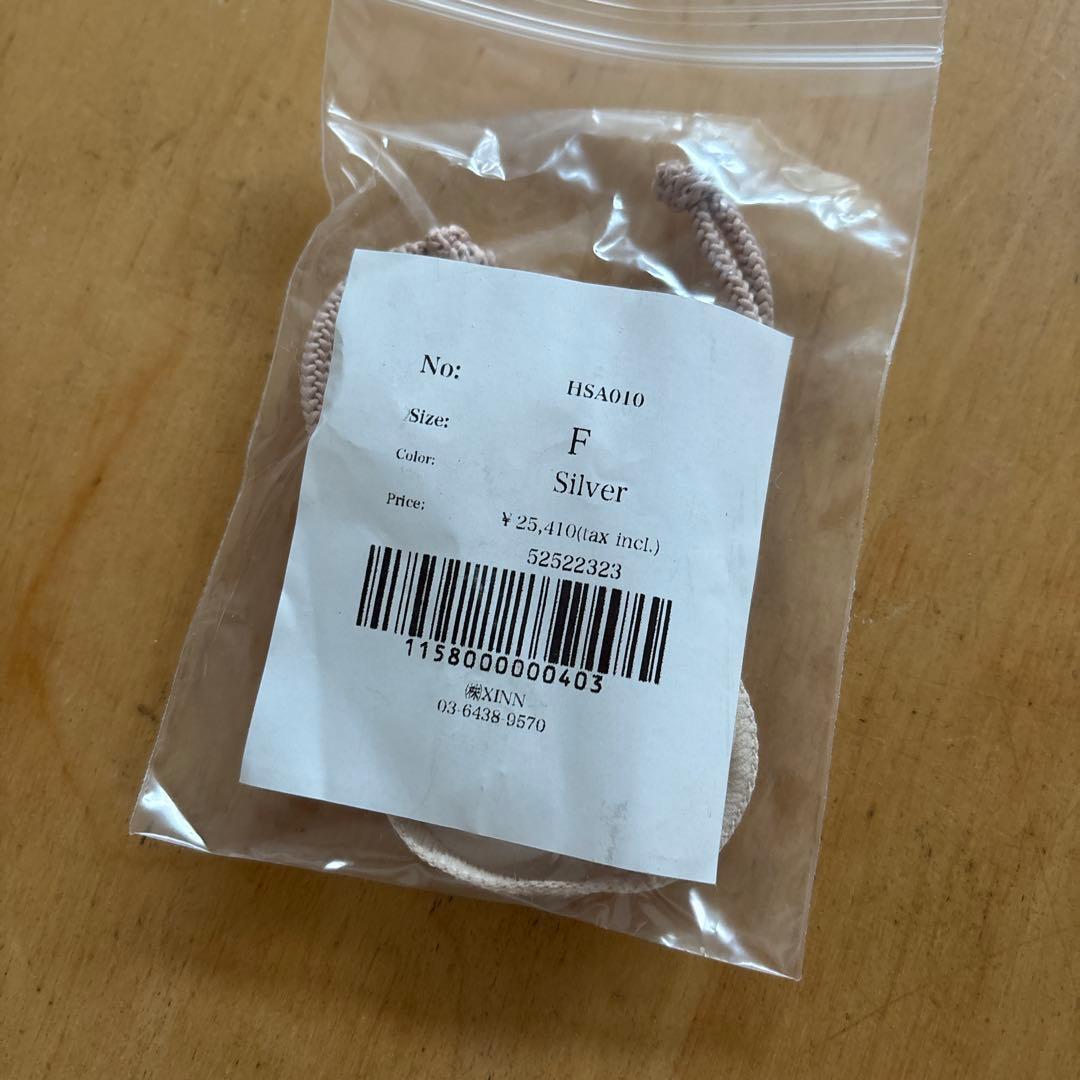 No: HSA010
Size: F
Color: Silver
Price: ¥25,410(tax incl.)
52522323
1158000000403
㈱XINN
03-6438-9570